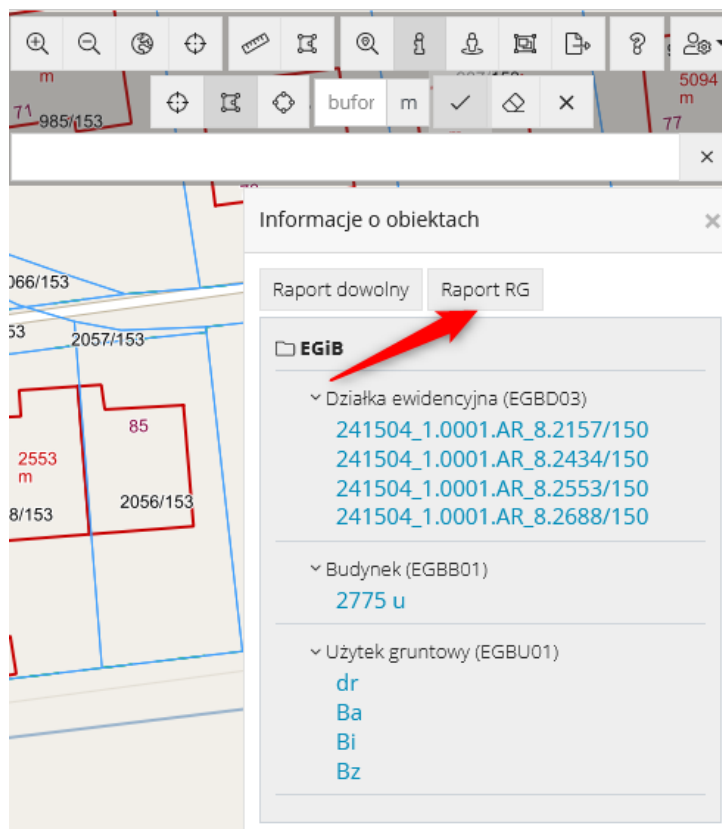 m
5094
m
71
985/153
77
bufor
m
Informacje o obiektach
Raport dowolny
Raport RG
EGiB
Działka ewidencyjna (EGBD03)
241504_1.0001.AR_8.2157/150
241504_1.0001.AR_8.2434/150
241504_1.0001.AR_8.2553/150
241504_1.0001.AR_8.2688/150
Budynek (EGBB01)
2775 u
Użytek gruntowy (EGBU01)
dr
Ba
Bi
Bz
066/153
53
2057/153
85
2553
m
2056/153
8/153